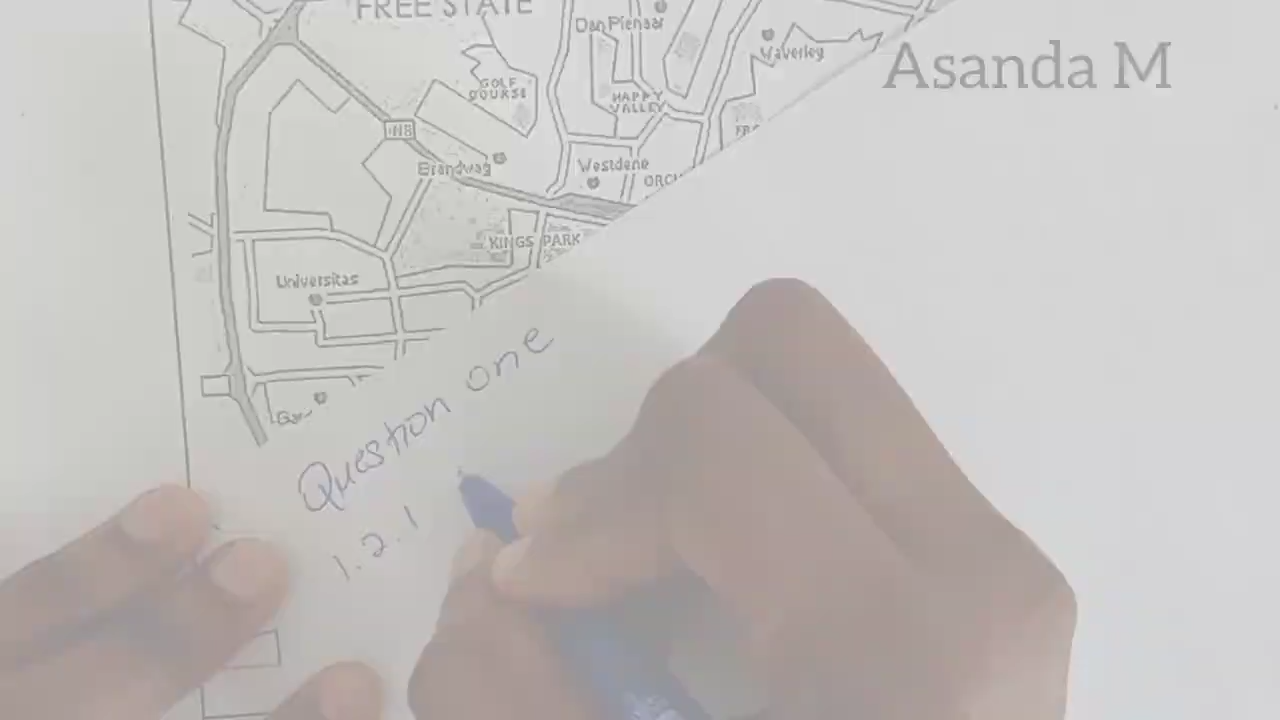 FREE STATE
Dan Pienaar
Waverley
Asanda M
GOLF
COURSE
HAPPY
VALLEY
N8
Brandwag
Westdene
KINGS PARK
Universitas
Question one
1.2.1